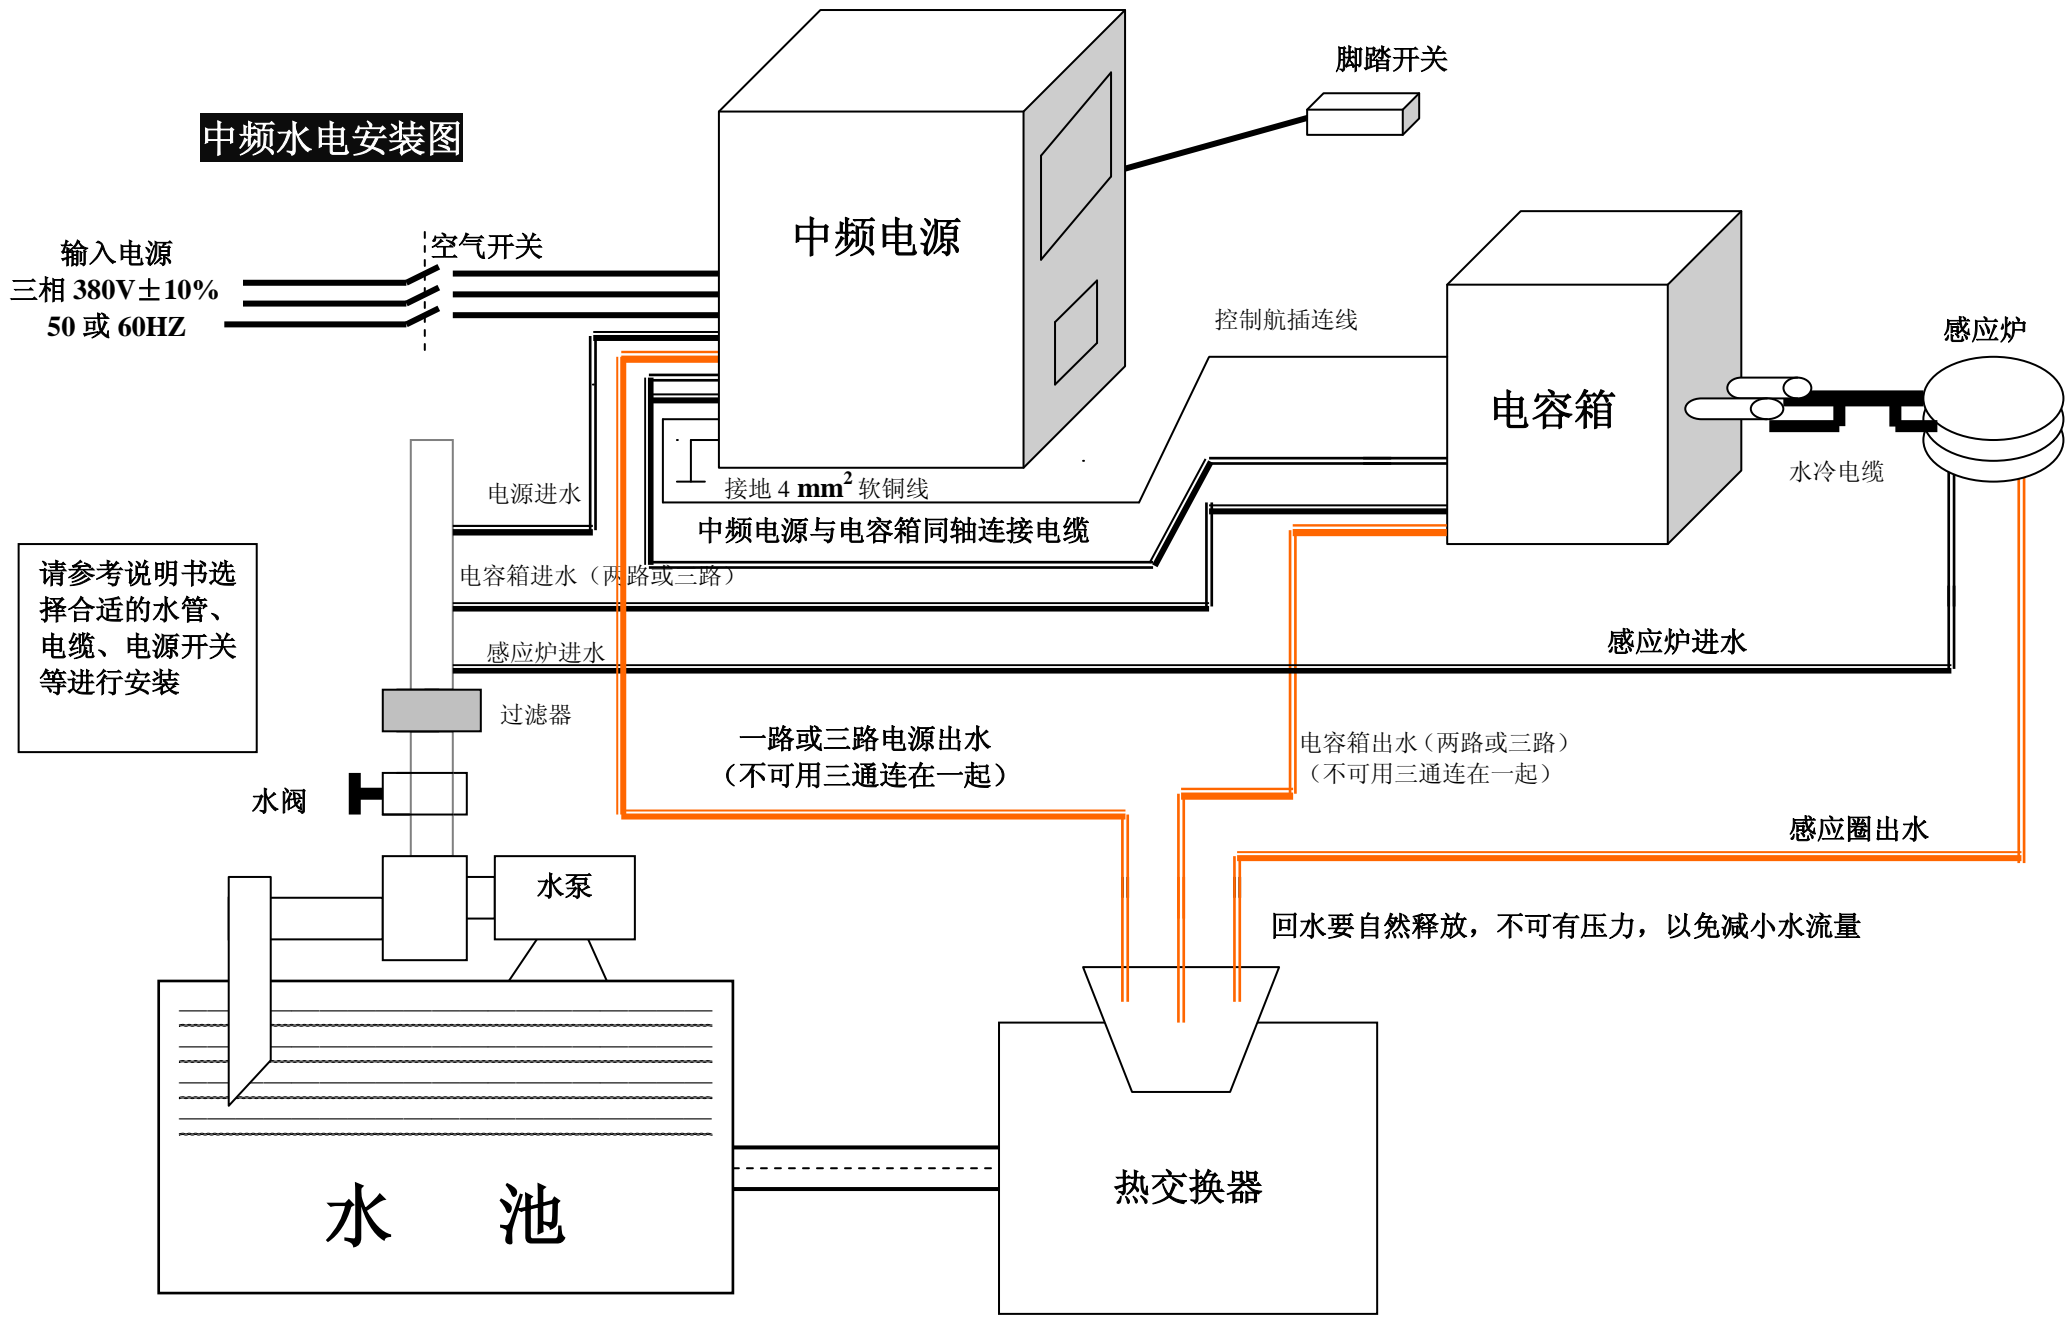 脚踏开关
中频水电安装图
中频电源
输入电源
三相 380V±10%
50 或 60HZ
空气开关
控制航插连线
感应炉
电容箱
水冷电缆
电源进水
接地 4 mm² 软铜线
中频电源与电容箱同轴连接电缆
请参考说明书选
择合适的水管、
电缆、电源开关
等进行安装
电容箱进水（两路或三路）
感应炉进水
感应炉进水
过滤器
一路或三路电源出水
（不可用三通连在一起）
电容箱出水（两路或三路）
（不可用三通连在一起）
水阀
感应圈出水
水泵
回水要自然释放，不可有压力，以免减小水流量
热交换器
水 池